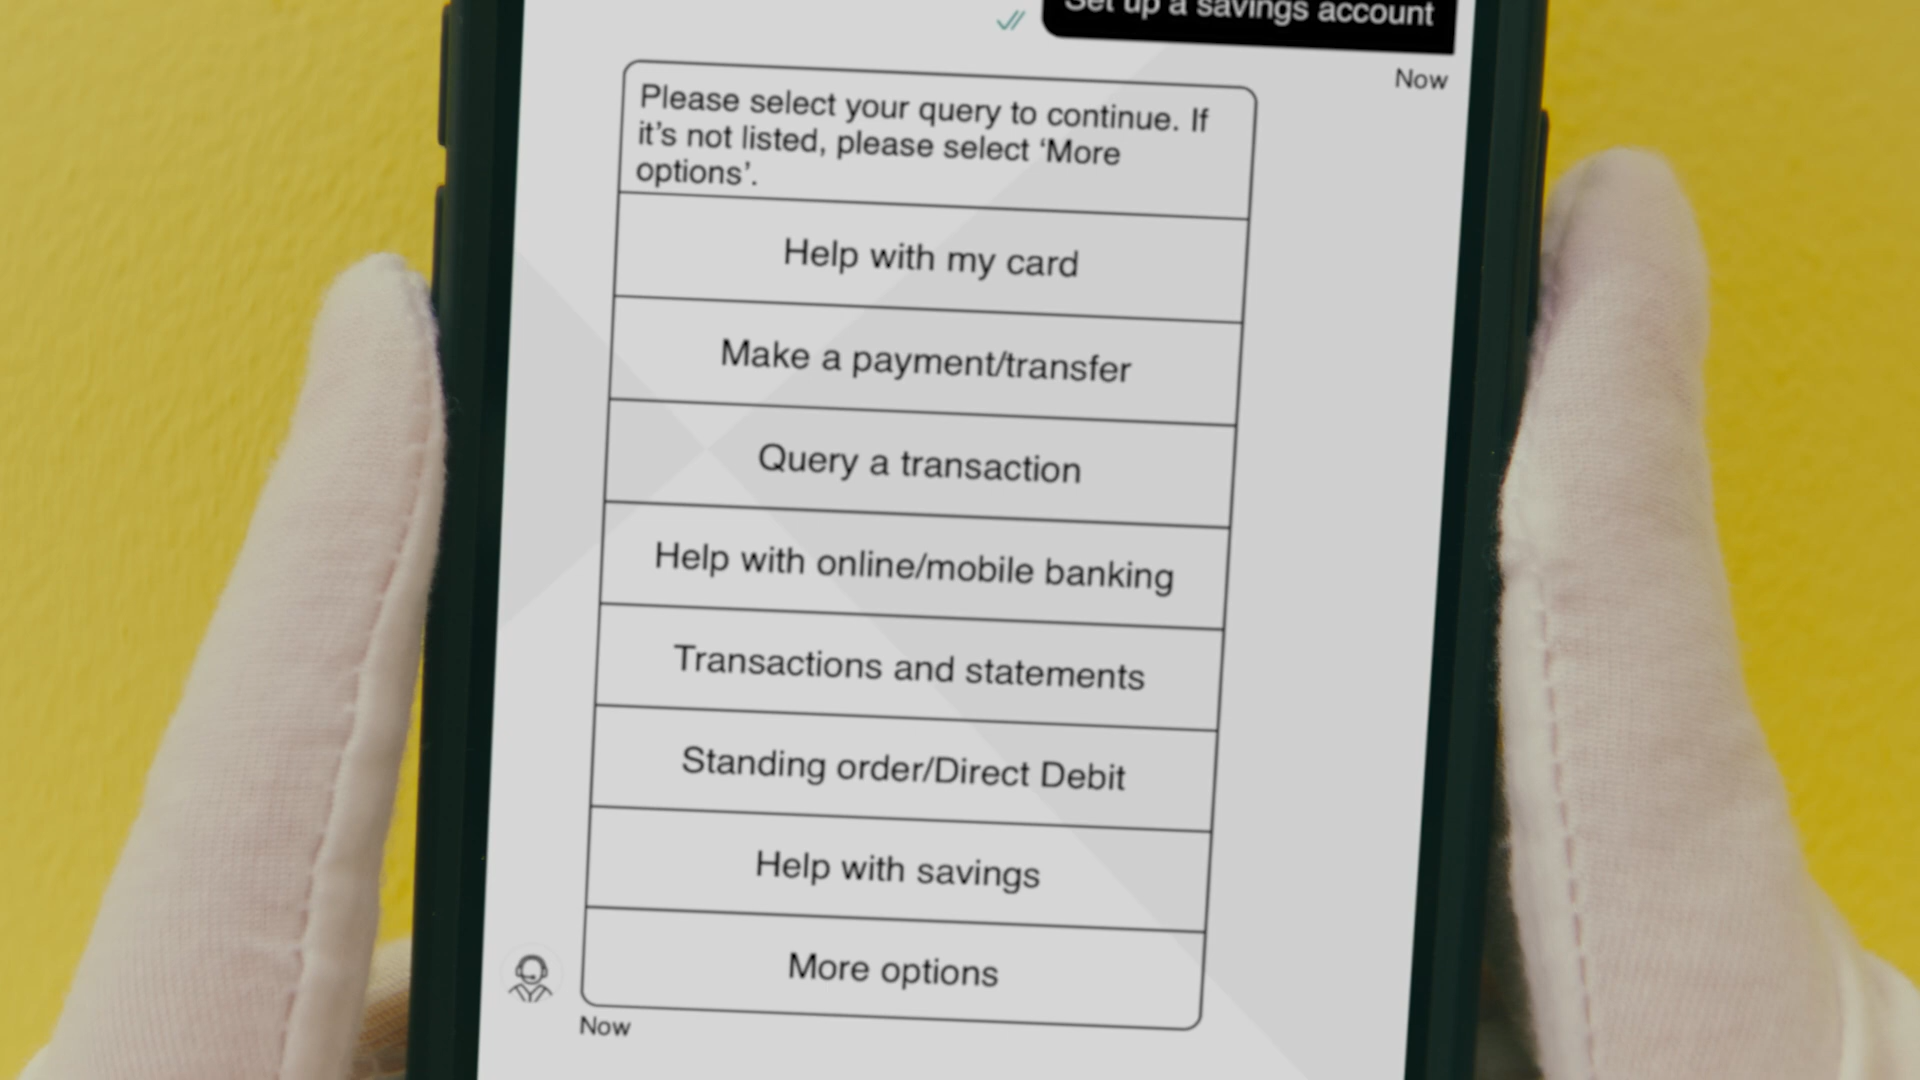 Set up a savings account
Now
Please select your query to continue. If
it’s not listed, please select ‘More
options’.
Help with my card
Make a payment/transfer
Query a transaction
Help with online/mobile banking
Transactions and statements
Standing order/Direct Debit
Help with savings
More options
Now